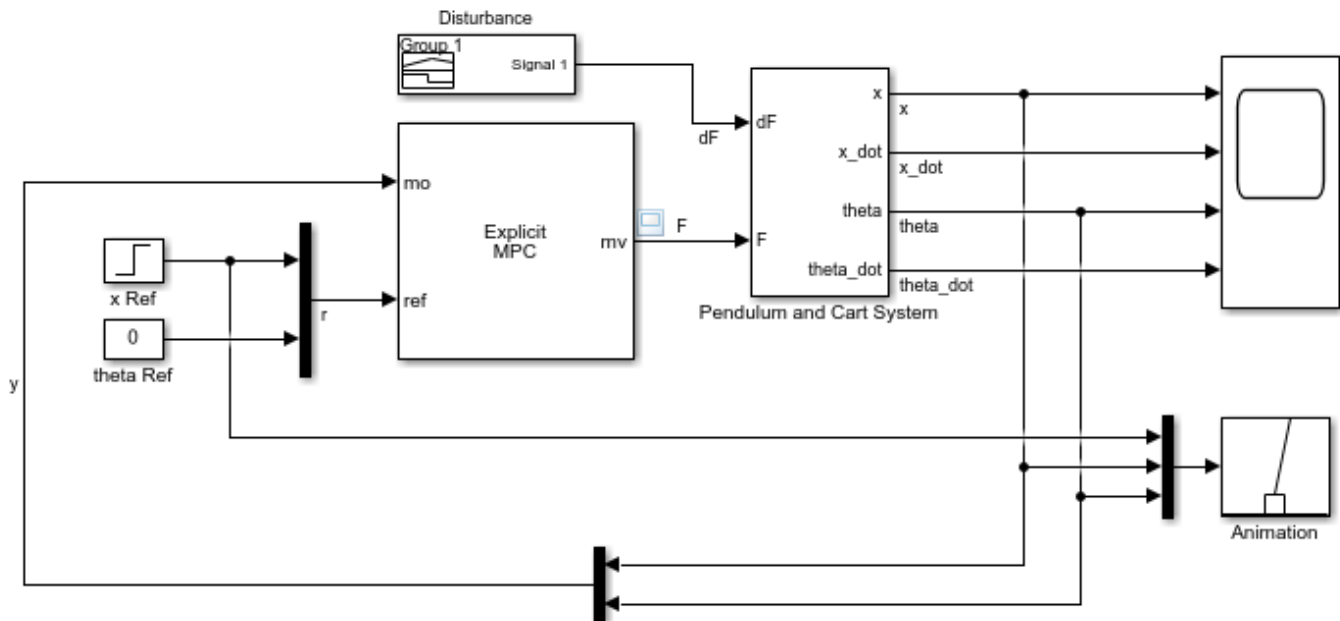 Disturbance
Group 1
Signal 1
dF
mo
ref
Explicit
MPC
mv
F
dF
F
x
x_dot
theta
theta_dot
x
x_dot
theta
theta_dot
Pendulum and Cart System
x Ref
0
theta Ref
r
y
Animation